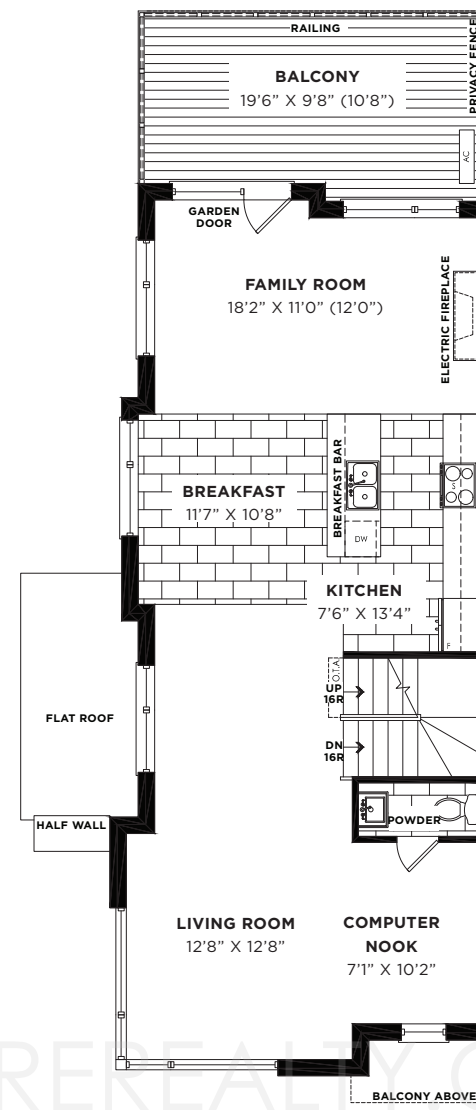 RAILING
PRIVACY FENCE
BALCONY
19'6" X 9'8" (10'8")
AC
GARDEN
DOOR
FAMILY ROOM
18'2" X 11'0" (12'0")
ELECTRIC FIREPLACE
BREAKFAST BAR
BREAKFAST
11'7" X 10'8"
S
DW
KITCHEN
7'6" X 13'4"
F
O.T.A.
UP
16R
FLAT ROOF
DN
16R
HALF WALL
POWDER
LIVING ROOM
12'8" X 12'8"
COMPUTER
NOOK
7'1" X 10'2"
REREALTY.C
BALCONY ABOVE